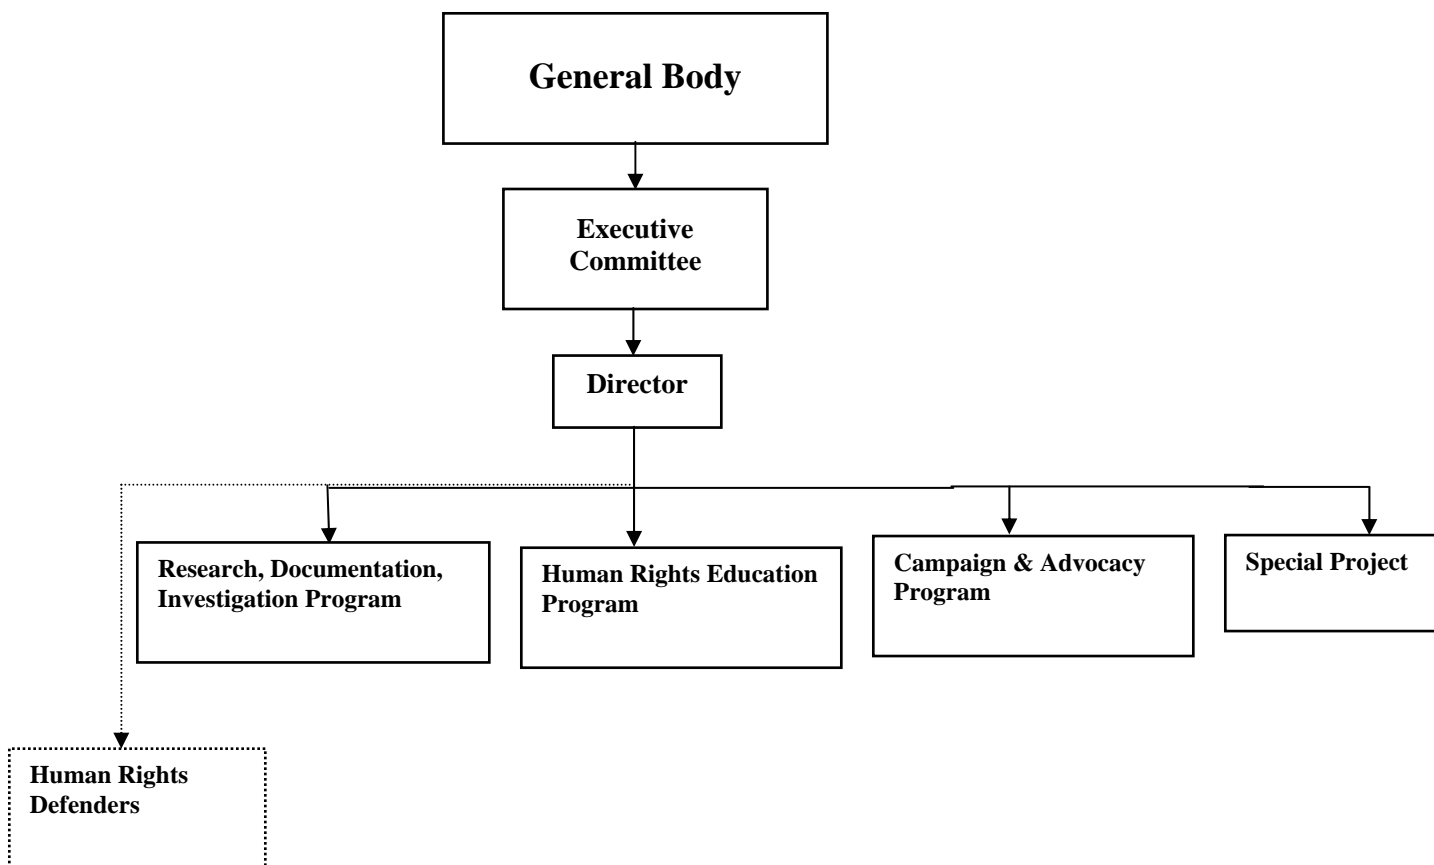 General Body
Executive
Committee
Director
Research, Documentation,
Investigation Program
Human Rights Education
Program
Campaign & Advocacy
Program
Special Project
Human Rights
Defenders